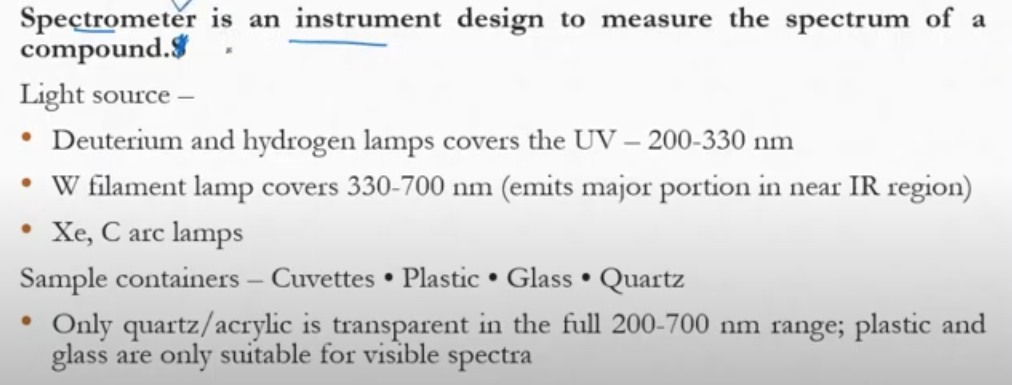 Spectrometer is an instrument design to measure the spectrum of a
compound.
Light source –
• Deuterium and hydrogen lamps covers the UV – 200-330 nm
• W filament lamp covers 330-700 nm (emits major portion in near IR region)
• Xe, C arc lamps
Sample containers – Cuvettes • Plastic • Glass • Quartz
• Only quartz/acrylic is transparent in the full 200-700 nm range; plastic and
glass are only suitable for visible spectra